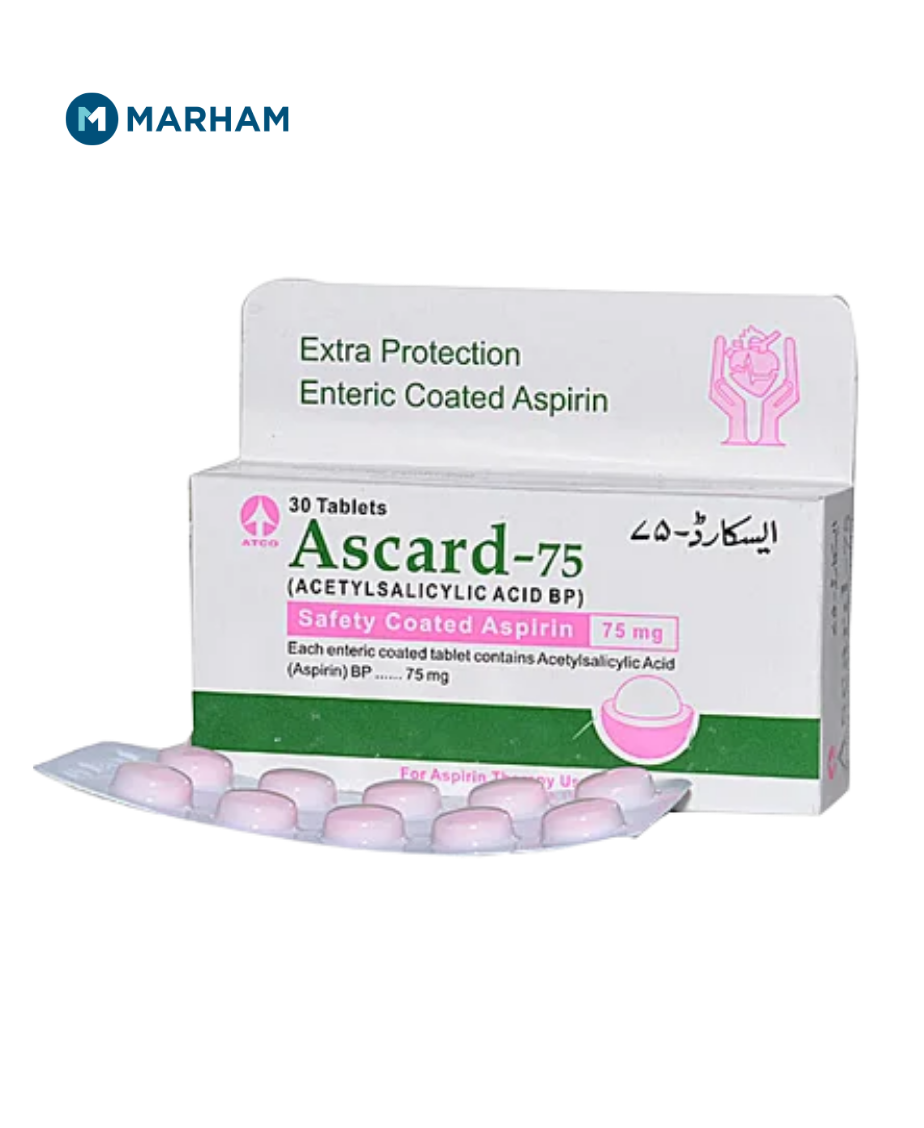 MARHAM
Extra Protection
Enteric Coated Aspirin
30 Tablets
ATCO
Ascard-75
ایسکارڈ-۷۵
(ACETYLSALICYLIC ACID BP)
Safety Coated Aspirin 75 mg
Each enteric coated tablet contains Acetylsalicylic Acid
(Aspirin) BP ...... 75 mg
For Aspirin